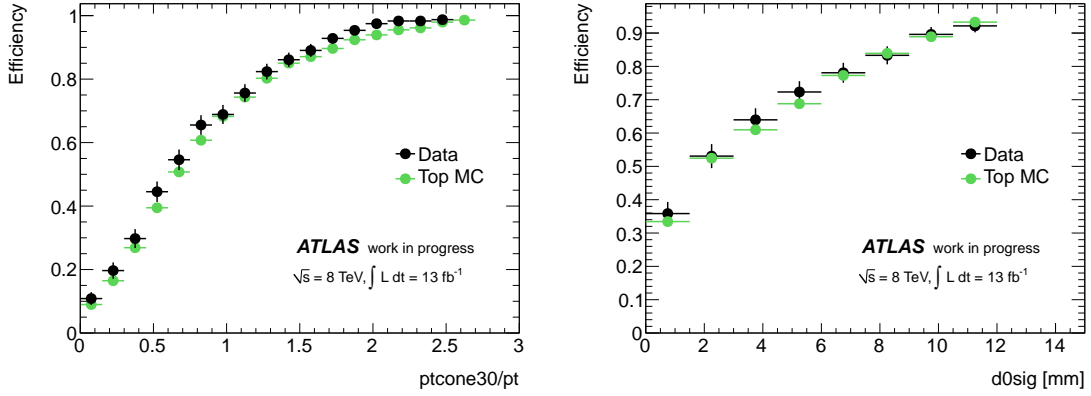 Efficiency
1
0.8
0.6
0.4
0.2
0
Data
Top MC
ATLAS work in progress
√s = 8 TeV, ∫ L dt = 13 fb⁻¹
0 0.5 1 1.5 2 2.5 3
ptcone30/pt
Efficiency
0.9
0.8
0.7
0.6
0.5
0.4
0.3
0.2
0.1
0
Data
Top MC
ATLAS work in progress
√s = 8 TeV, ∫ L dt = 13 fb⁻¹
0 2 4 6 8 10 12 14
d0sig [mm]